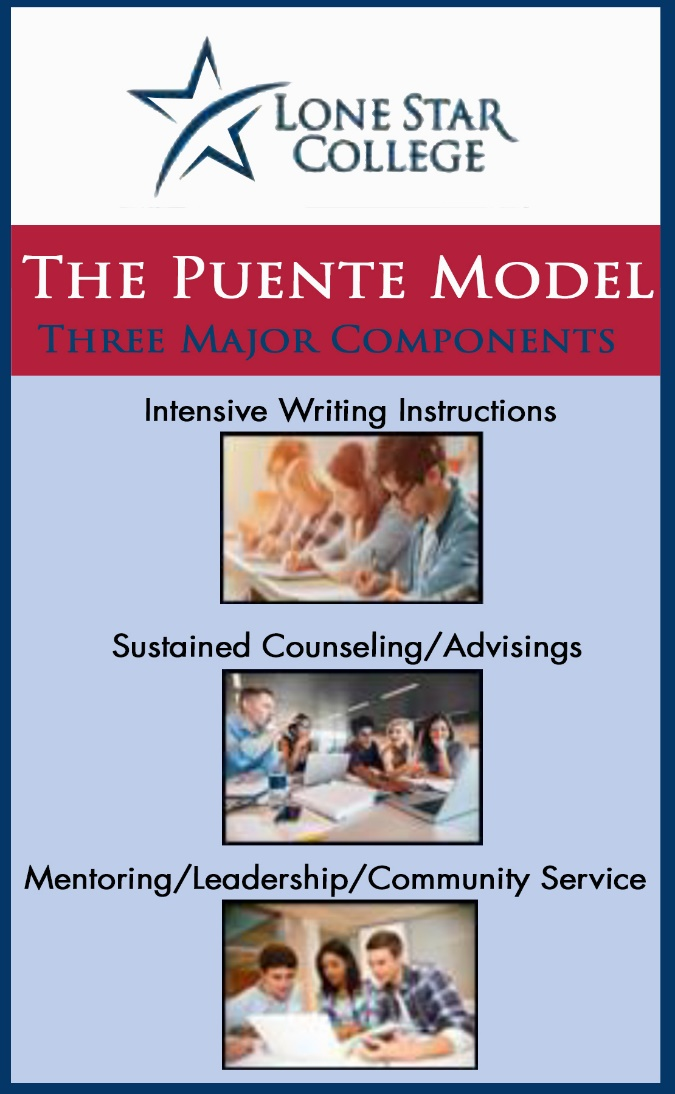 LONE STAR
COLLEGE
THE PUENTE MODEL
THREE MAJOR COMPONENTS
Intensive Writing Instructions
Sustained Counseling/Advisings
Mentoring/Leadership/Community Service